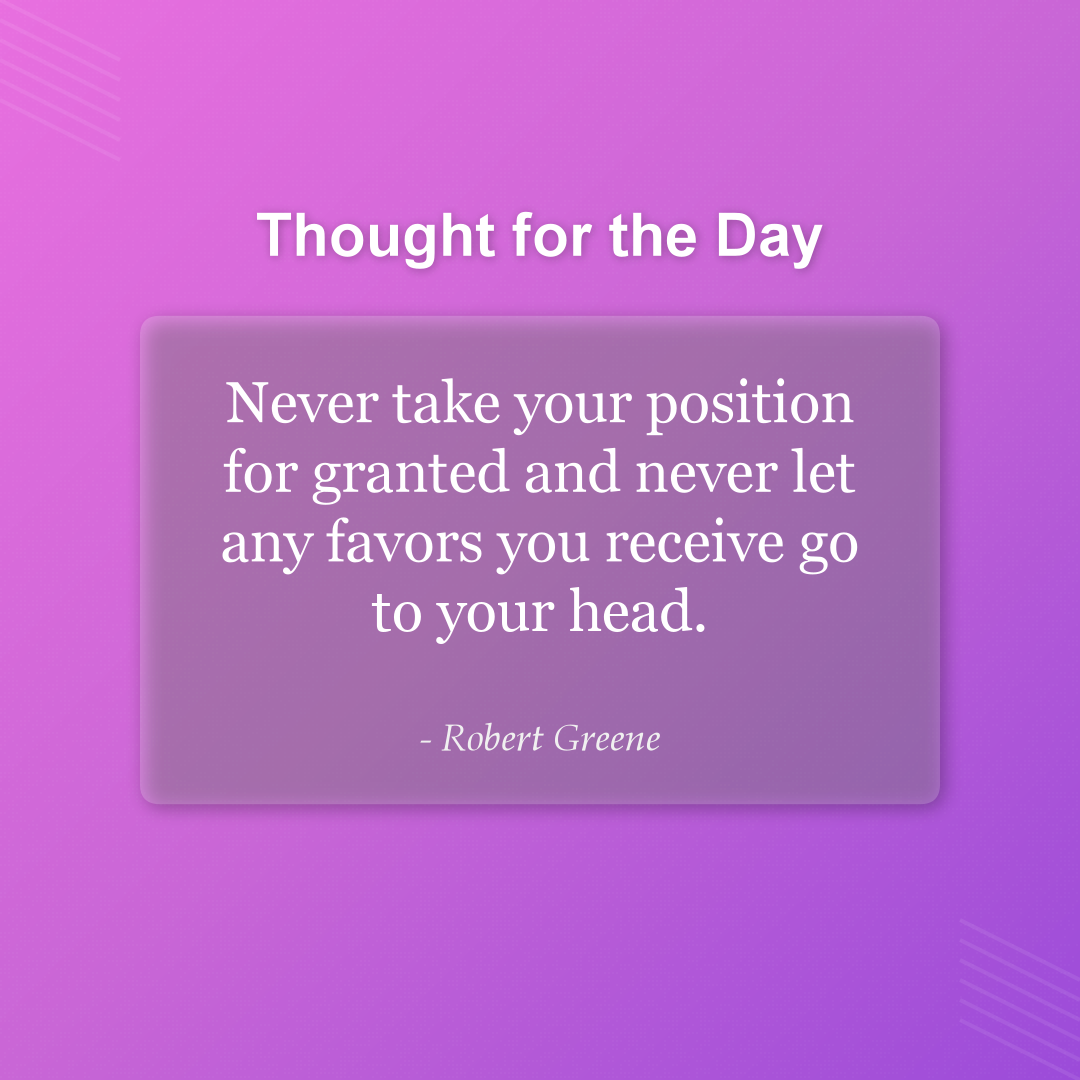 Thought for the Day
Never take your position
for granted and never let
any favors you receive go
to your head.
- Robert Greene